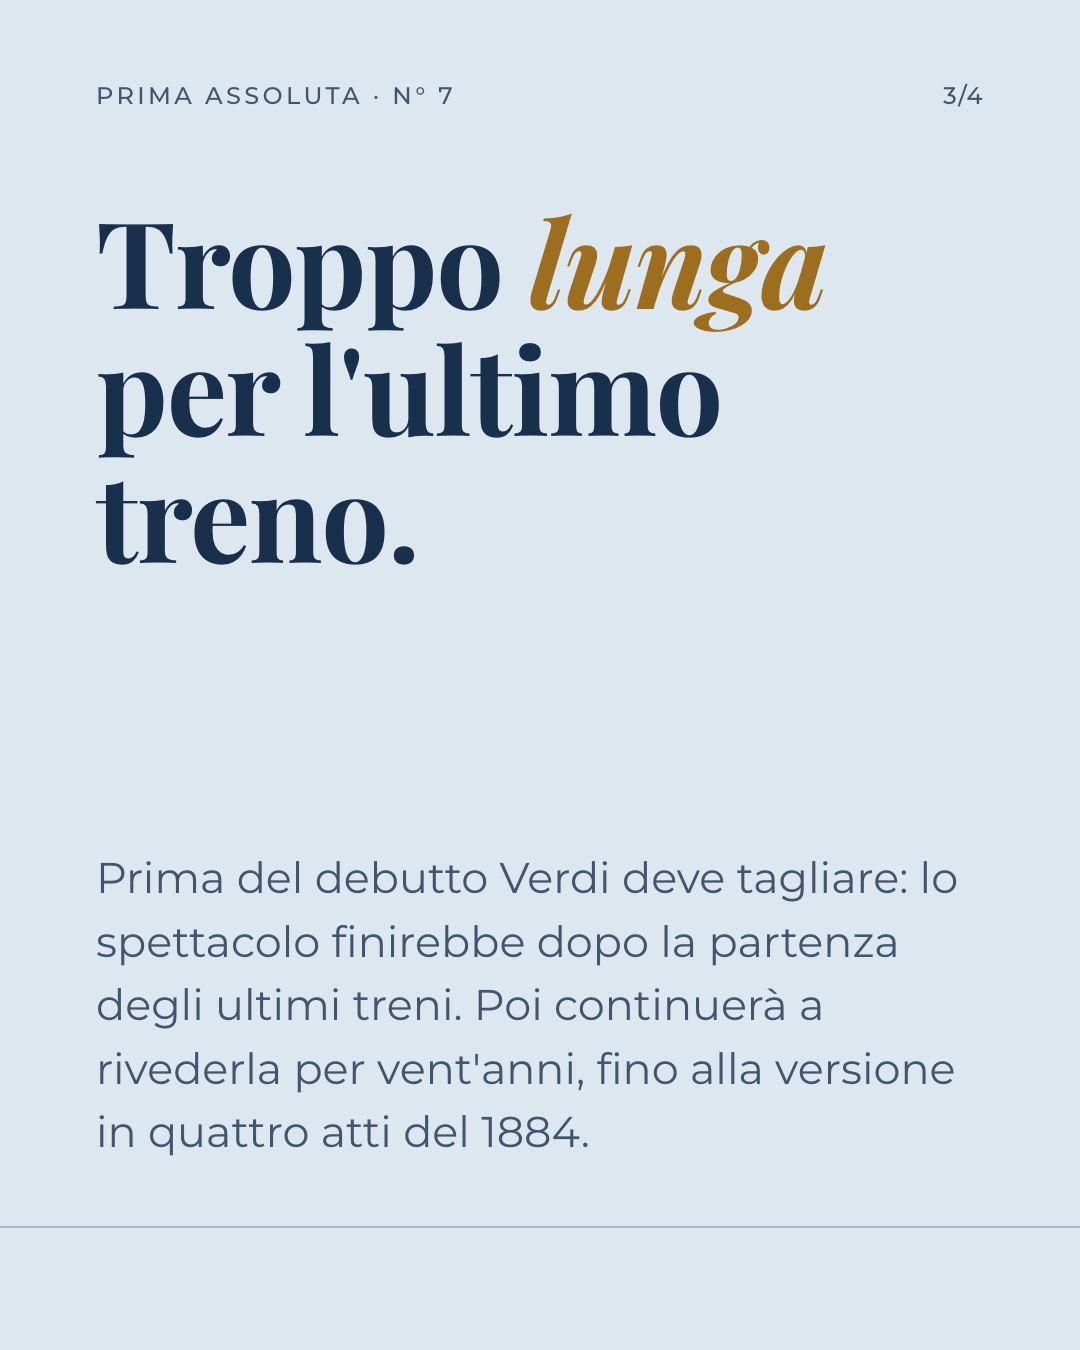 PRIMA ASSOLUTA · N° 7
3/4
Troppo lunga
per l'ultimo
treno.
Prima del debutto Verdi deve tagliare: lo
spettacolo finirebbe dopo la partenza
degli ultimi treni. Poi continuerà a
rivederla per vent'anni, fino alla versione
in quattro atti del 1884.